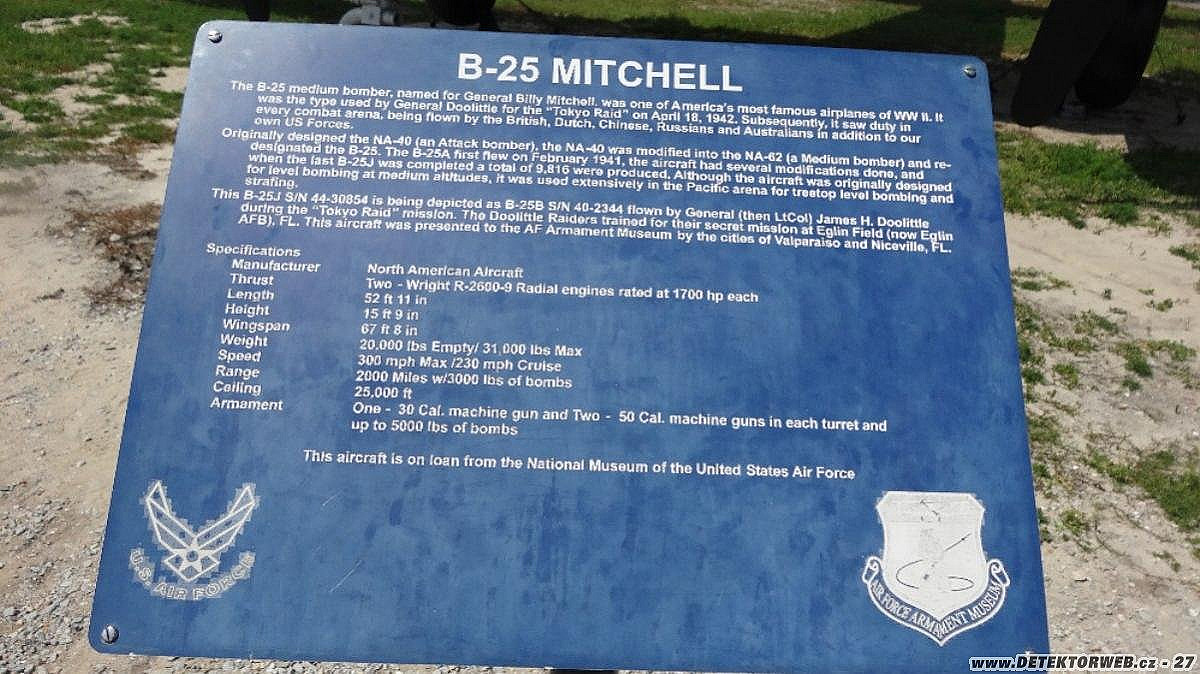 B-25 MITCHELL
The B-25 medium bomber, named for General Billy Mitchell, was one of America's most famous airplanes of WW II. It
was the type used by General Doolittle for the "Tokyo Raid" on April 18, 1942. Subsequently, it saw duty in
every combat arena, being flown by the British, Dutch, Chinese, Russians and Australians in addition to our
own US Forces.
Originally designed the NA-40 (an Attack bomber), the NA-40 was modified into the NA-62 (a Medium bomber) and re-
designated the B-25. The B-25A first flew on February 1941, the aircraft had several modifications done, and
when the last B-25J was completed a total of 9,816 were produced. Although the aircraft was originally designed
for level bombing at medium altitudes, it was used extensively in the Pacific arena for treetop level bombing and
strafing.
This B-25J S/N 44-30854 is being depicted as B-25B S/N 40-2344 flown by General (then LtCol) James H. Doolittle
during the "Tokyo Raid" mission. The Doolittle Raiders trained for their secret mission at Eglin Field (now Eglin
AFB), FL. This aircraft was presented to the AF Armament Museum by the cities of Valparaiso and Niceville, FL.
Specifications
Manufacturer North American Aircraft
Thrust Two - Wright R-2600-9 Radial engines rated at 1700 hp each
Length 52 ft 11 in
Height 15 ft 9 in
Wingspan 67 ft 8 in
Weight 20,000 lbs Empty/ 31,000 lbs Max
Speed 300 mph Max /230 mph Cruise
Range 2000 Miles w/3000 lbs of bombs
Ceiling 25,000 ft
Armament One - 30 Cal. machine gun and Two - 50 Cal. machine guns in each turret and
up to 5000 lbs of bombs
This aircraft is on loan from the National Museum of the United States Air Force
U.S. AIR FORCE
AIR FORCE ARMAMENT MUSEUM
www.DETEKTORWEB.cz - 27